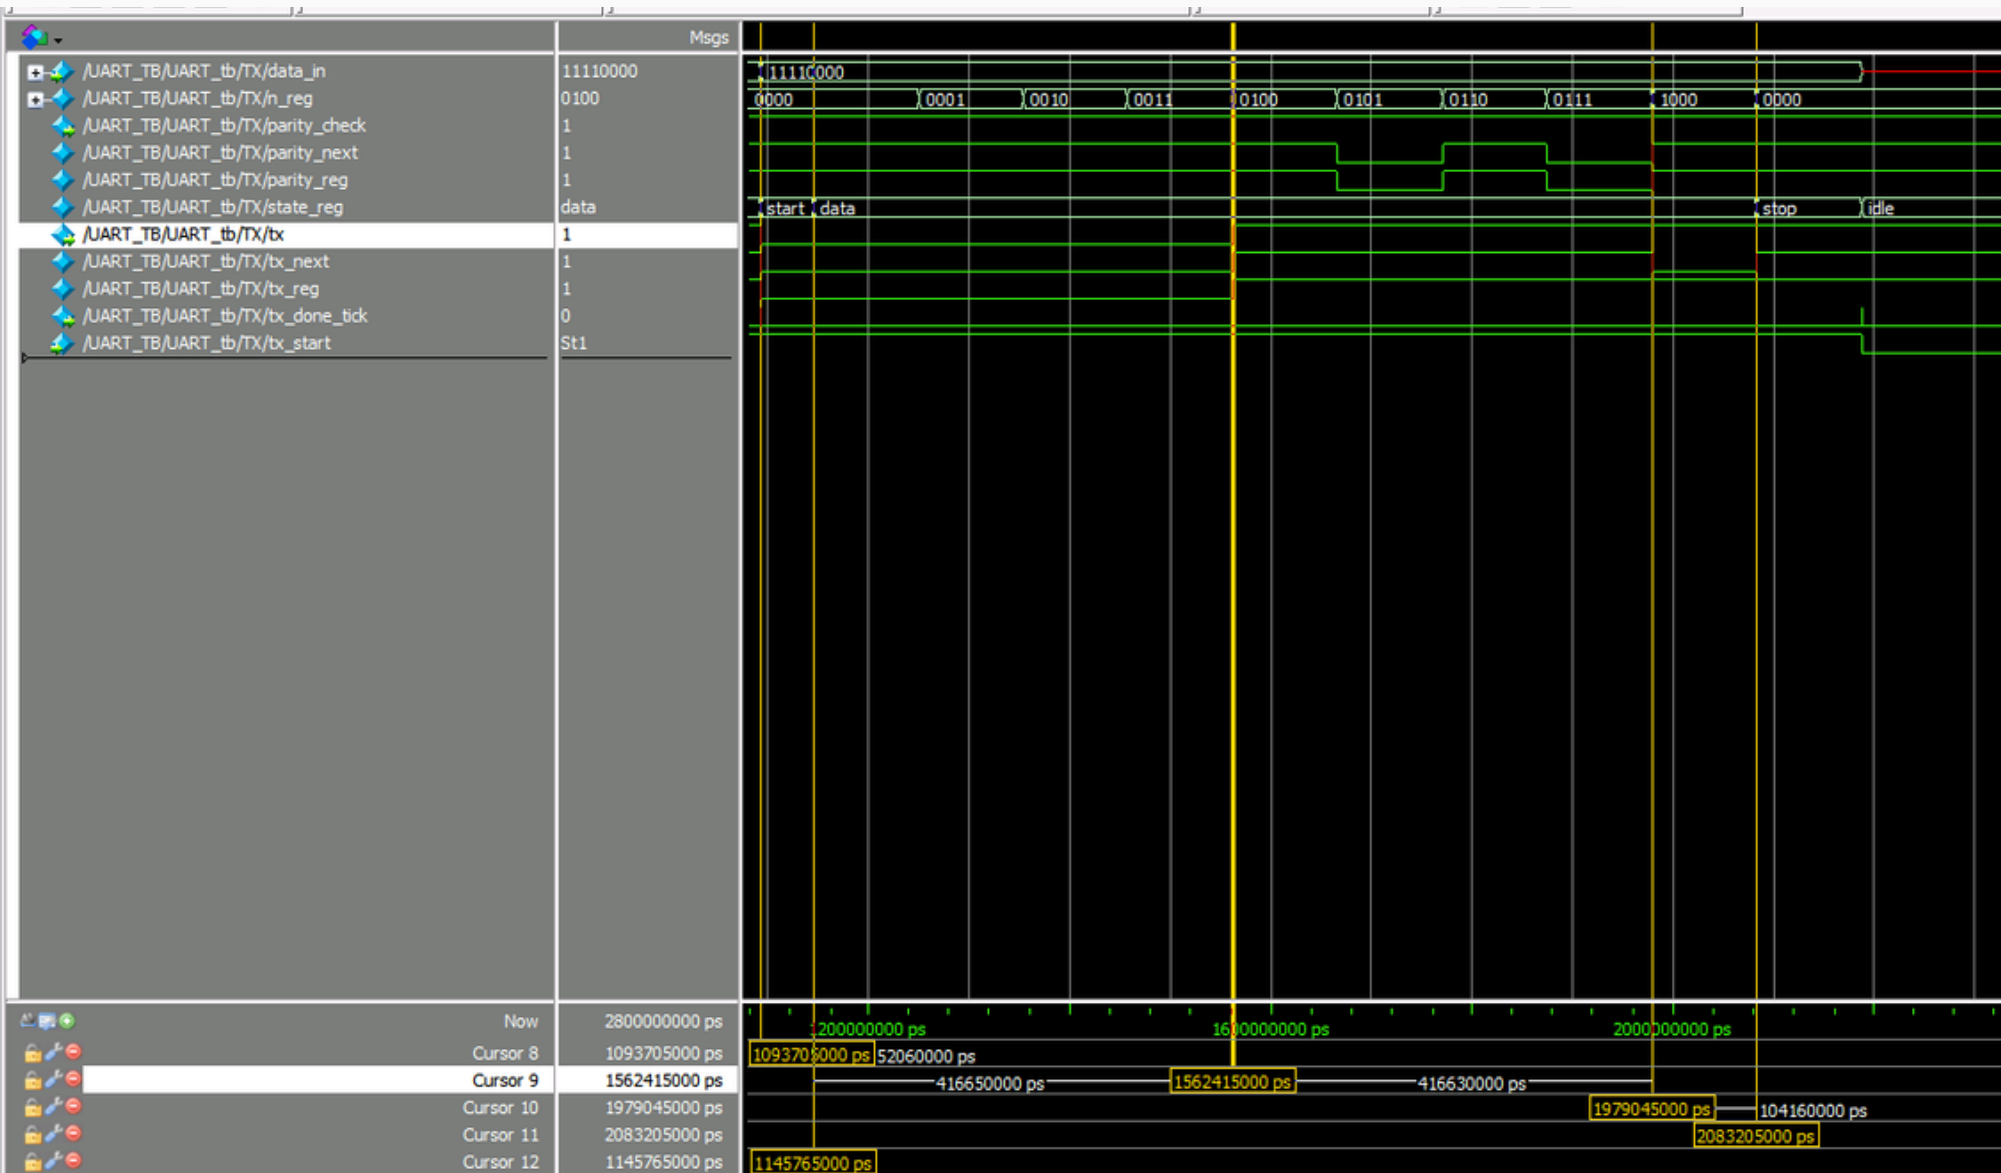 Msgs
/UART_TB/UART_tb/TX/data_in 11110000 11110000
/UART_TB/UART_tb/TX/n_reg 0100 0000 0001 0010 0011 0100 0101 0110 0111 1000 0000
/UART_TB/UART_tb/TX/parity_check 1
/UART_TB/UART_tb/TX/parity_next 1
/UART_TB/UART_tb/TX/parity_reg 1
/UART_TB/UART_tb/TX/state_reg data start data stop idle
/UART_TB/UART_tb/TX/tx 1
/UART_TB/UART_tb/TX/tx_next 1
/UART_TB/UART_tb/TX/tx_reg 1
/UART_TB/UART_tb/TX/tx_done_tick 0
/UART_TB/UART_tb/TX/tx_start St1
Now 2800000000 ps 1200000000 ps 1600000000 ps 2000000000 ps
Cursor 8 1093705000 ps 1093705000 ps 52060000 ps
Cursor 9 1562415000 ps 416650000 ps 1562415000 ps 416630000 ps
Cursor 10 1979045000 ps 1979045000 ps 104160000 ps
Cursor 11 2083205000 ps 2083205000 ps
Cursor 12 1145765000 ps 1145765000 ps